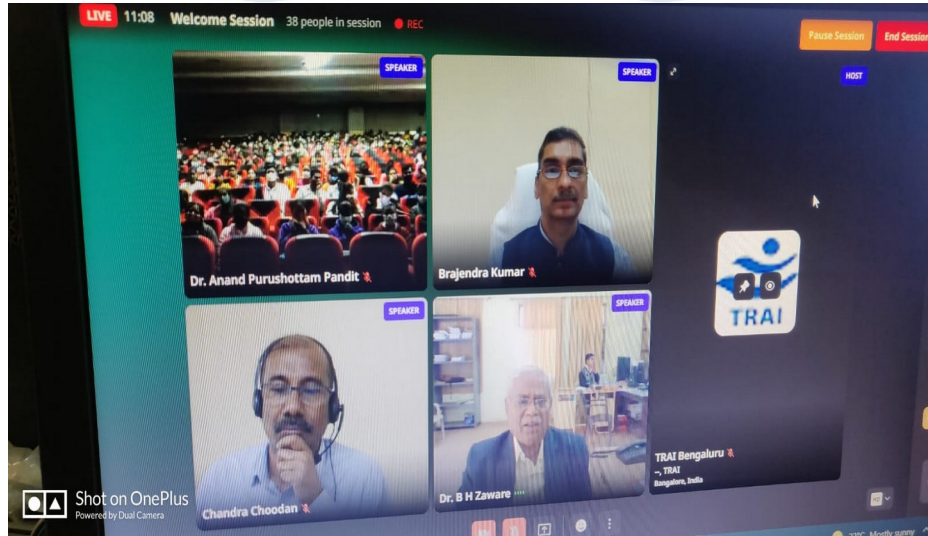 LIVE 11:08 Welcome Session 38 people in session REC
Pause Session
End Session
SPEAKER
SPEAKER
HOST
Dr. Anand Purushottam Pandit
Brajendra Kumar
SPEAKER
SPEAKER
TRAI
Chandra Choodan
Dr. B H Zaware
TRAI Bengaluru
--, TRAI
Bangalore, India
HD
Shot on OnePlus
Powered by Dual Camera
Mostly sunny